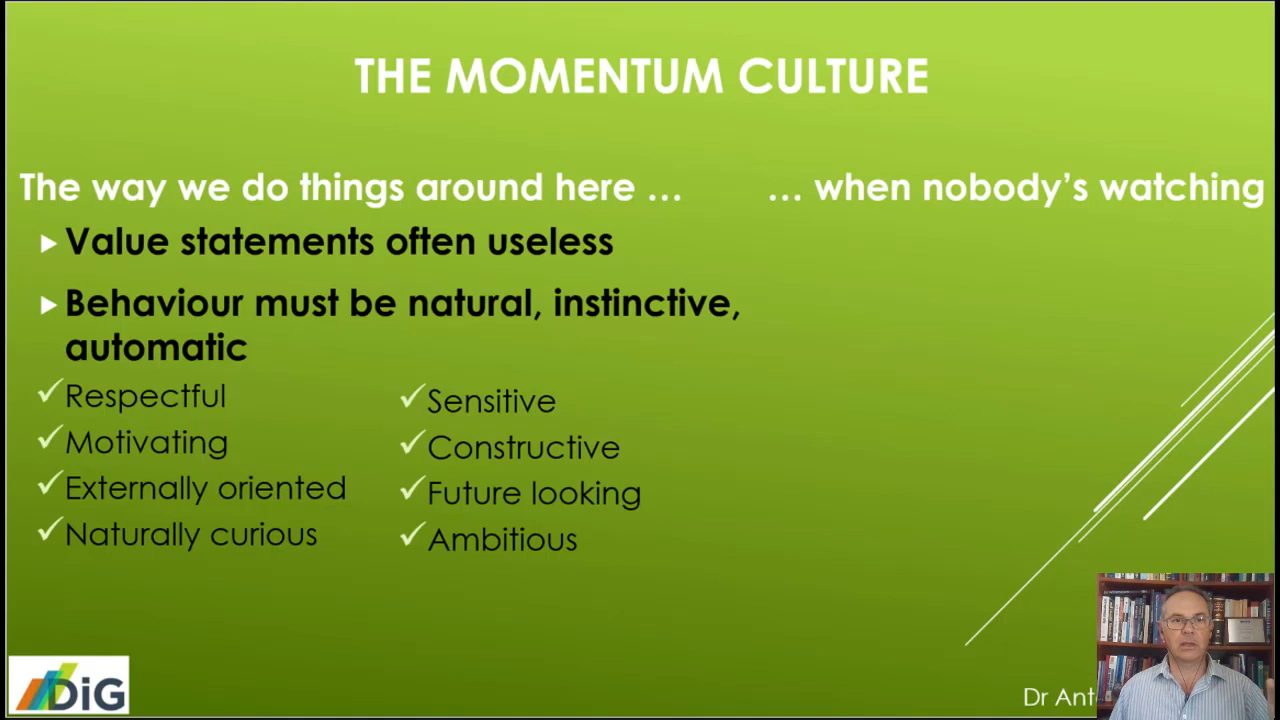 THE MOMENTUM CULTURE
The way we do things around here … … when nobody's watching
Value statements often useless
Behaviour must be natural, instinctive,
automatic
Respectful
Motivating
Externally oriented
Naturally curious
Sensitive
Constructive
Future looking
Ambitious
DiG
Dr